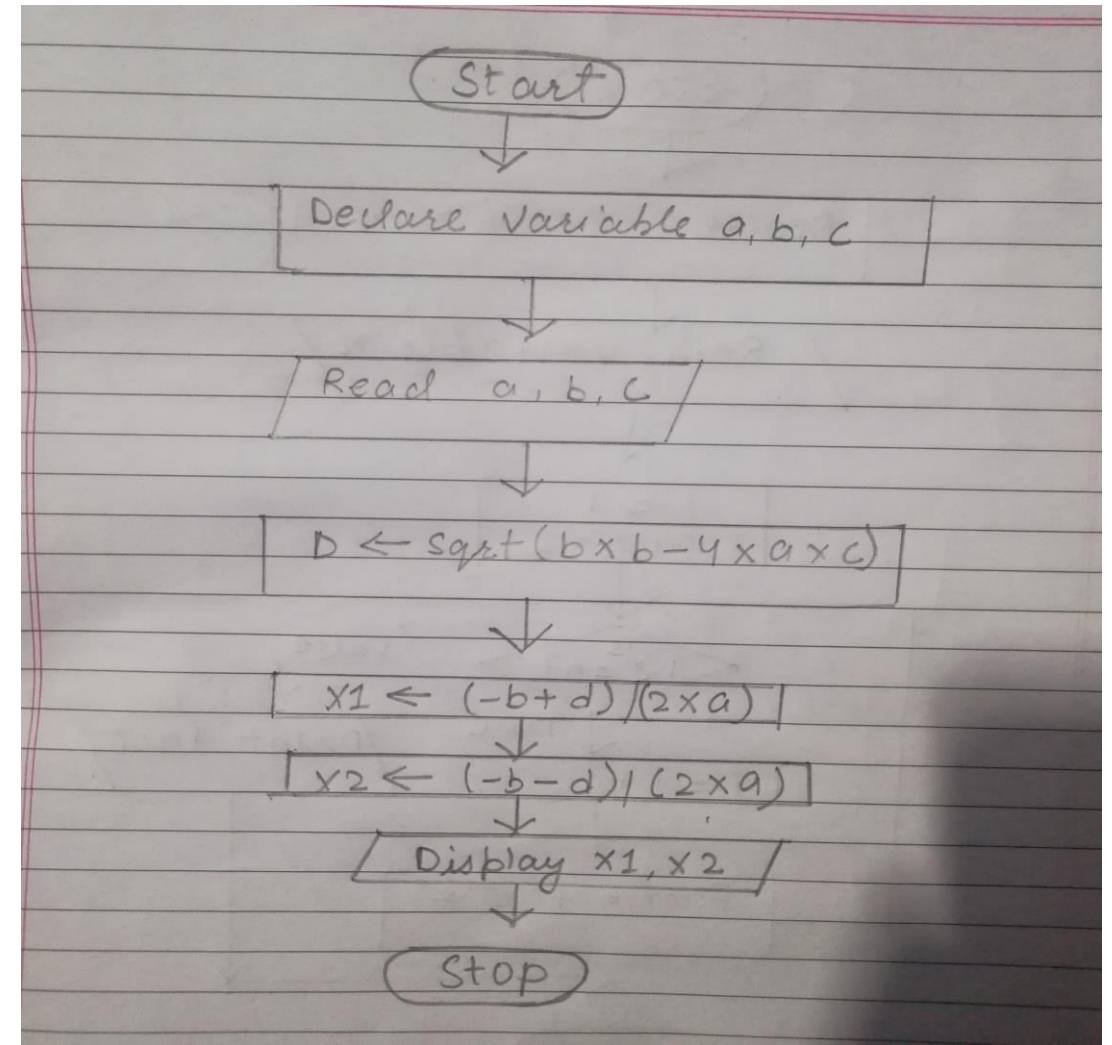 Start
Declare variable a, b, c
Read a, b, c
D ← sqrt(b×b-4×a×c)
x1 ← (-b+d)/(2×a)
x2 ← (-b-d)/(2×a)
Display x1, x2
Stop